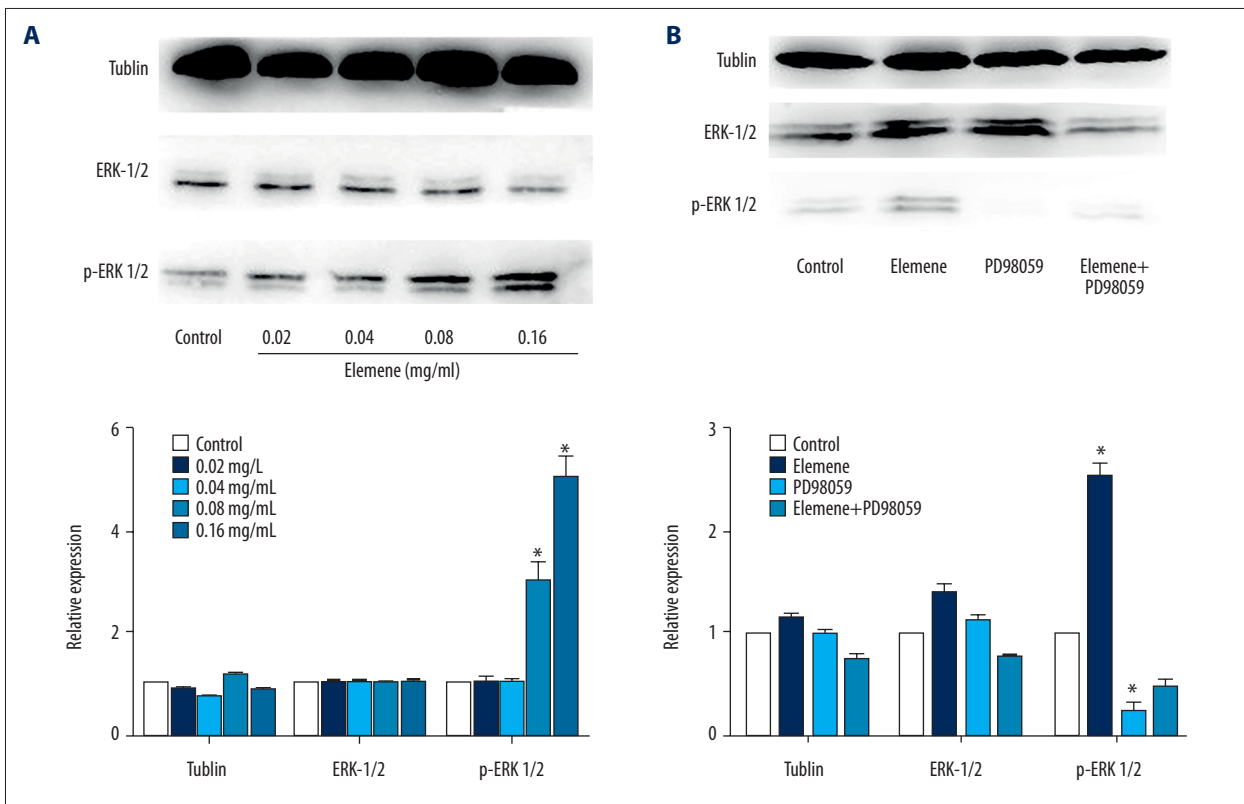 A
Tublin
ERK-1/2
p-ERK 1/2
Control 0.02 0.04 0.08 0.16
Elemene (mg/ml)
6
4
2
0
Relative expression
Control
0.02 mg/L
0.04 mg/mL
0.08 mg/mL
0.16 mg/mL
* *
Tublin ERK-1/2 p-ERK 1/2
B
Tublin
ERK-1/2
p-ERK 1/2
Control Elemene PD98059 Elemene+
PD98059
3
2
1
0
Relative expression
Control
Elemene
PD98059
Elemene+PD98059
* *
Tublin ERK-1/2 p-ERK 1/2